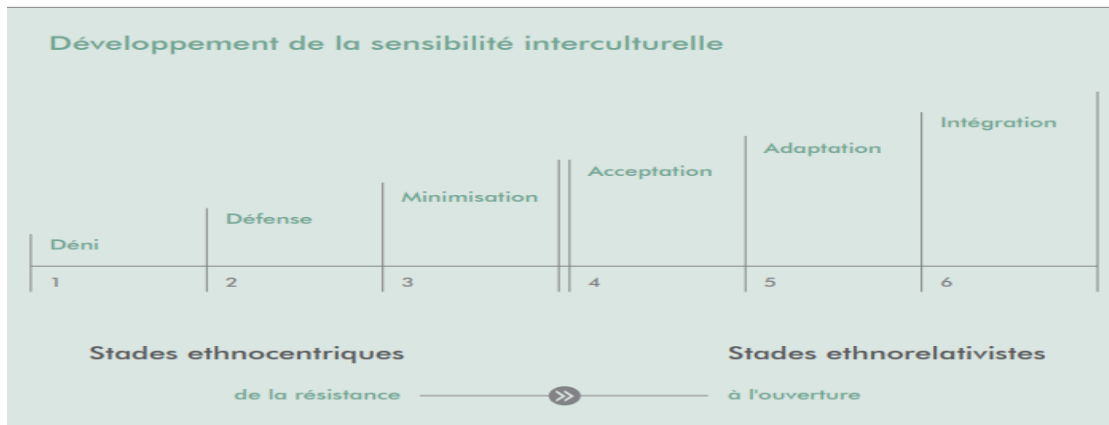 Développement de la sensibilité interculturelle
Intégration
Adaptation
Acceptation
Minimisation
Défense
Déni
1 2 3 4 5 6
Stades ethnocentriques Stades ethnorelativistes
de la résistance à l'ouverture